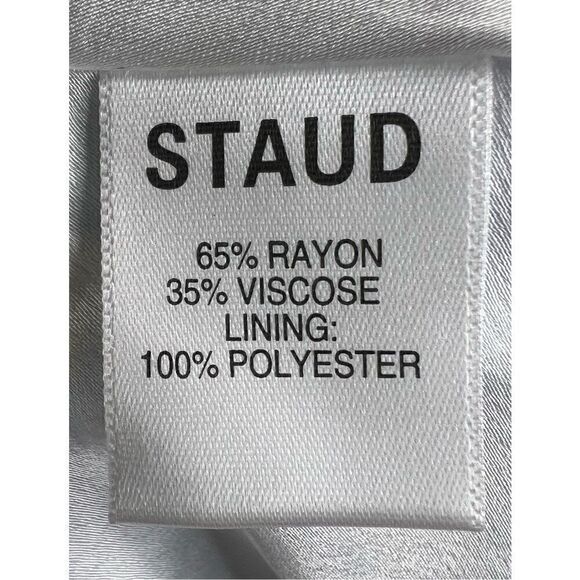 STAUD
65% RAYON
35% VISCOSE
LINING:
100% POLYESTER